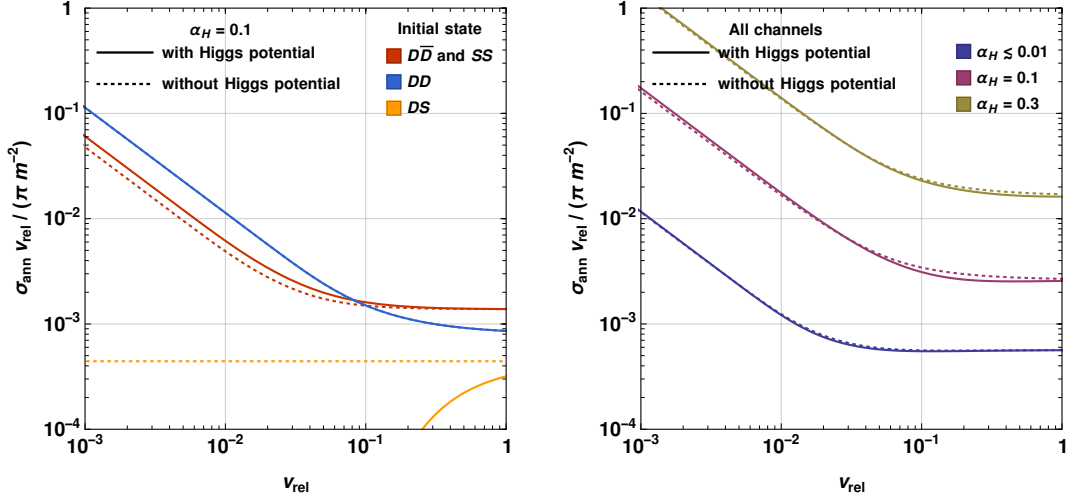 α_H = 0.1
with Higgs potential
without Higgs potential
Initial state
DD̅ and SS
DD
DS
1
10⁻¹
10⁻²
10⁻³
10⁻⁴
σ_ann v_rel / (π m⁻²)
10⁻³
10⁻²
10⁻¹
1
v_rel
All channels
with Higgs potential
without Higgs potential
α_H ≲ 0.01
α_H = 0.1
α_H = 0.3
1
10⁻¹
10⁻²
10⁻³
10⁻⁴
σ_ann v_rel / (π m⁻²)
10⁻³
10⁻²
10⁻¹
1
v_rel